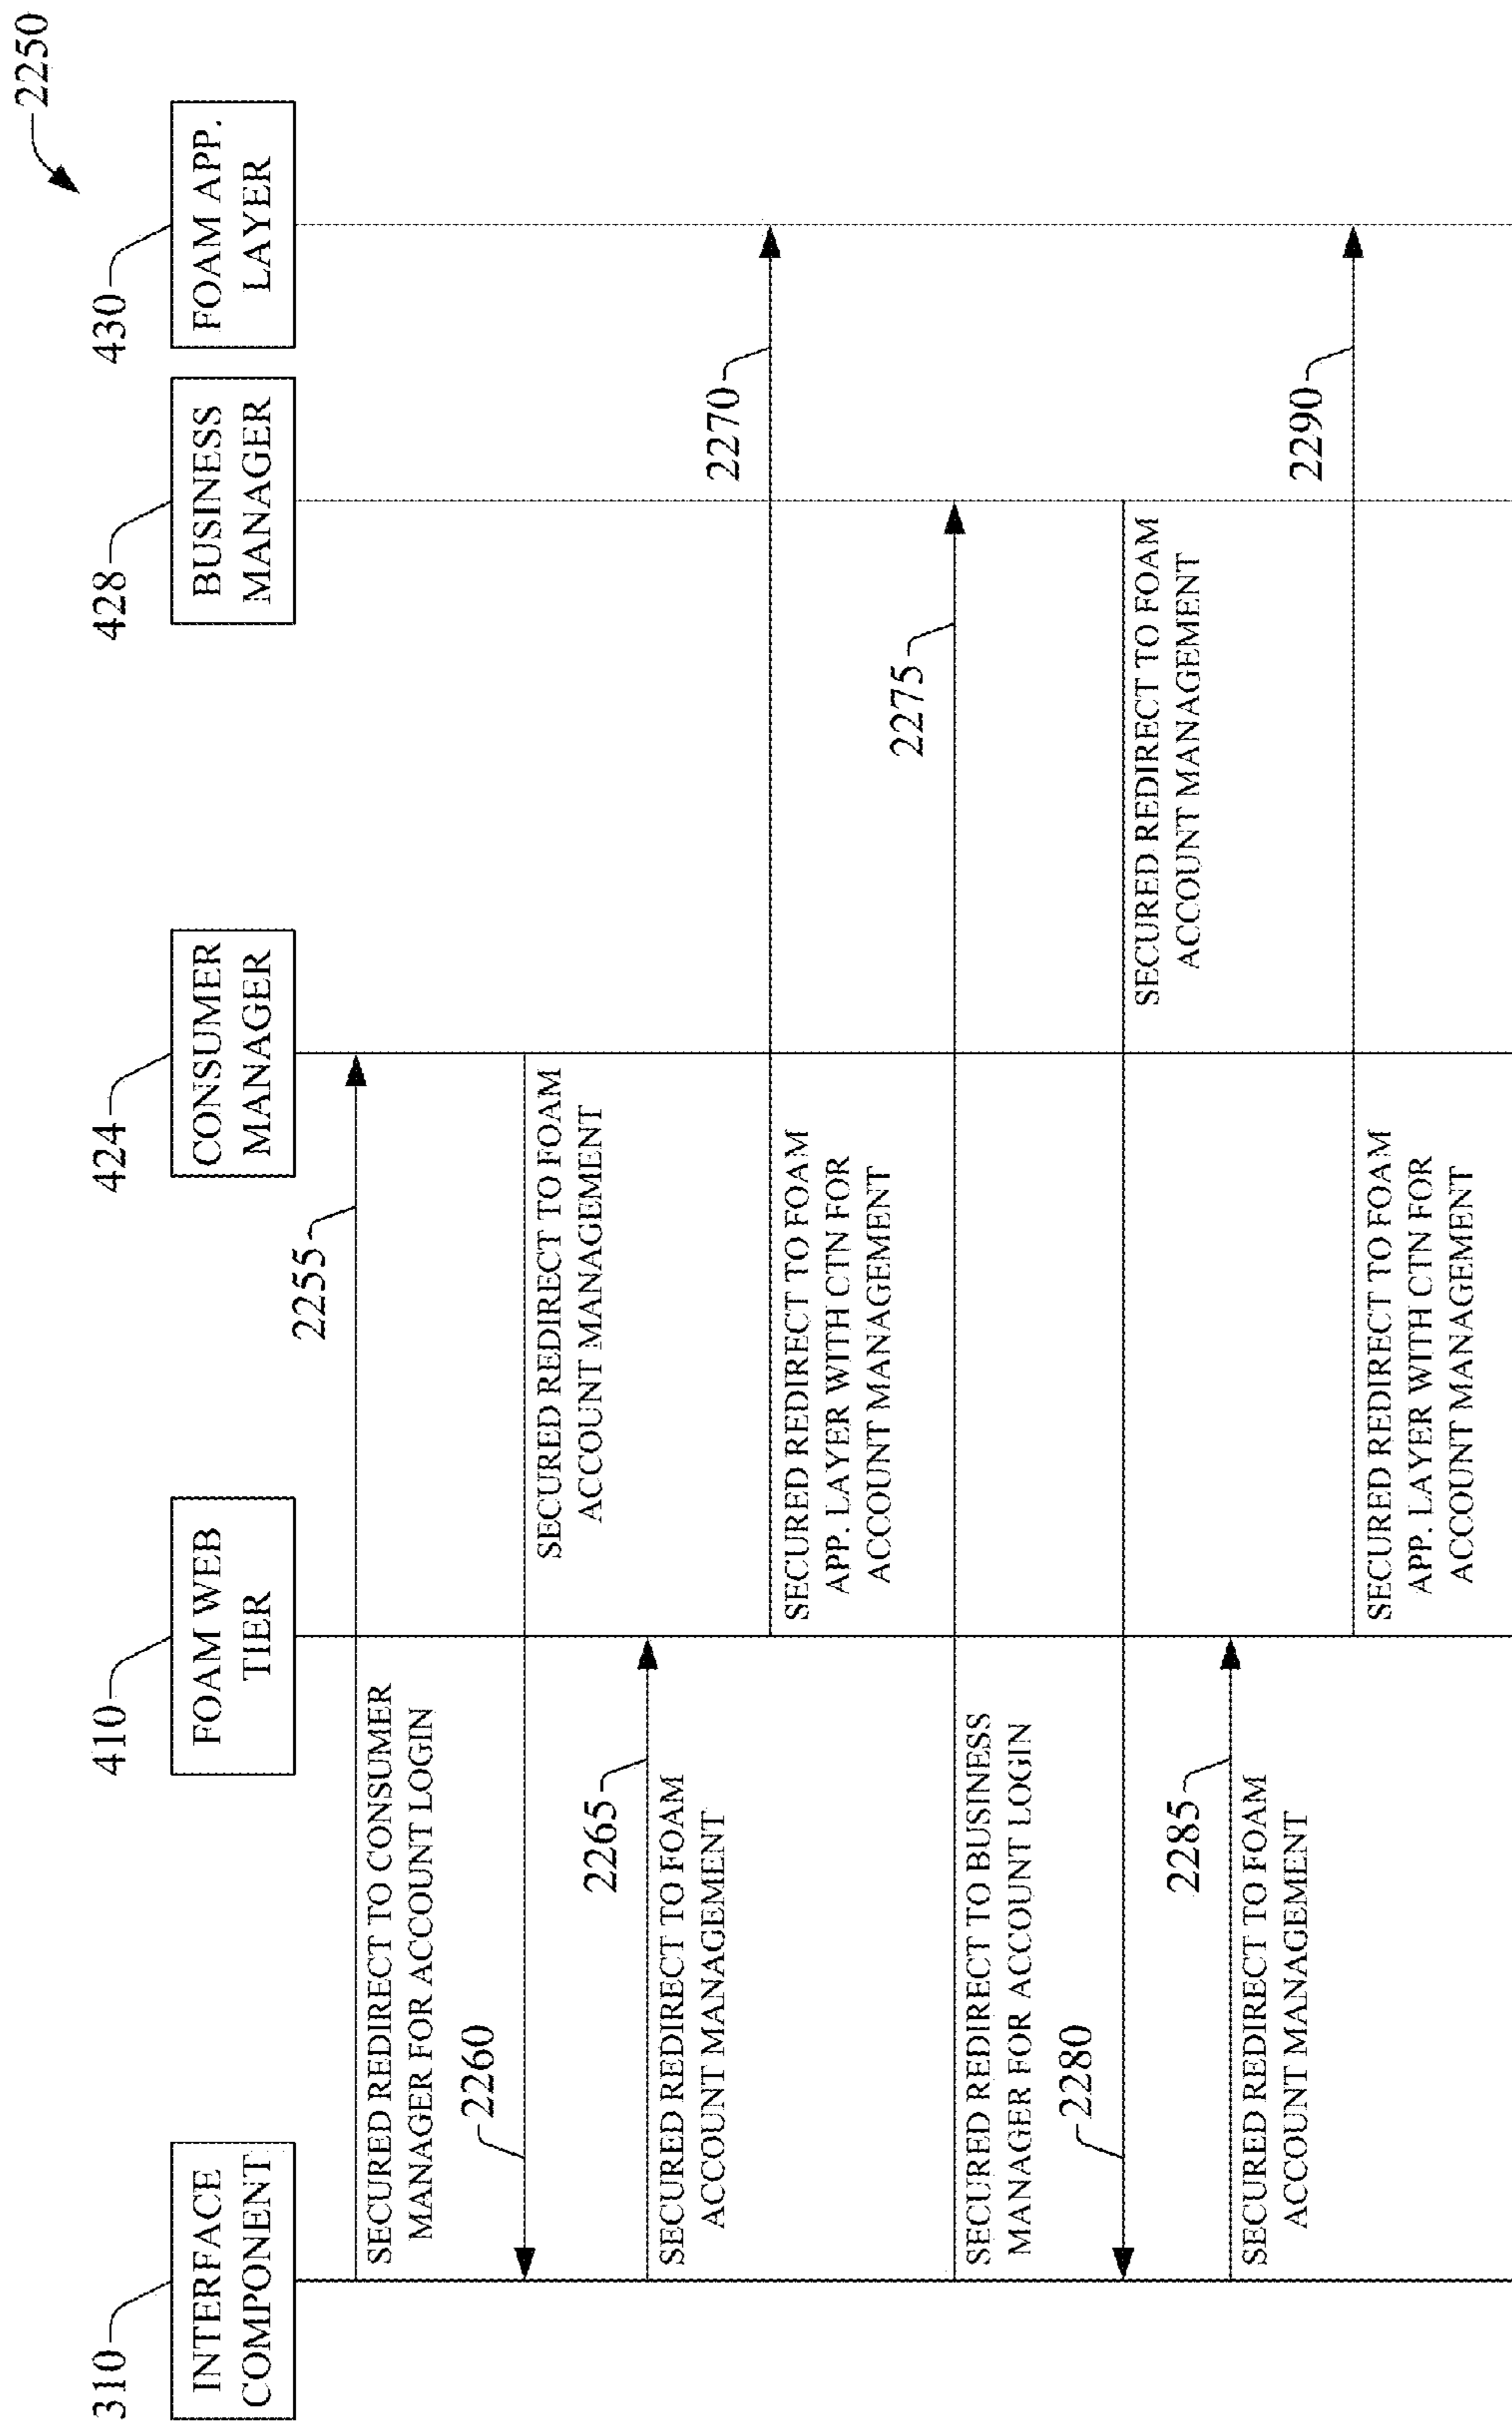 2250
310
410
424
428
430
INTERFACE
COMPONENT
FOAM WEB
TIER
CONSUMER
MANAGER
BUSINESS
MANAGER
FOAM APP.
LAYER
2255
SECURED REDIRECT TO CONSUMER
MANAGER FOR ACCOUNT LOGIN
2260
SECURED REDIRECT TO FOAM
ACCOUNT MANAGEMENT
2265
SECURED REDIRECT TO FOAM
ACCOUNT MANAGEMENT
2270
SECURED REDIRECT TO FOAM
APP. LAYER WITH CTN FOR
ACCOUNT MANAGEMENT
2275
SECURED REDIRECT TO BUSINESS
MANAGER FOR ACCOUNT LOGIN
2280
SECURED REDIRECT TO FOAM
ACCOUNT MANAGEMENT
2285
SECURED REDIRECT TO FOAM
ACCOUNT MANAGEMENT
2290
SECURED REDIRECT TO FOAM
APP. LAYER WITH CTN FOR
ACCOUNT MANAGEMENT